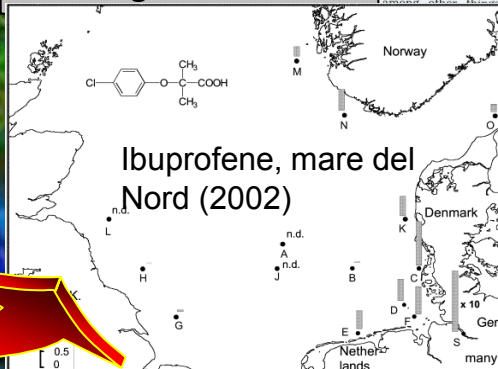 among other things
Norway
M
CH₃
Cl
O
COOH
CH₃
N
O
Ibuprofene, mare del
Nord (2002)
n.d.
L
K
Denmark
n.d.
A
n.d.
H
J
B
C
K.
x 10
D
F
G
E
S
Ger
0.5
0
Nether-
lands
many